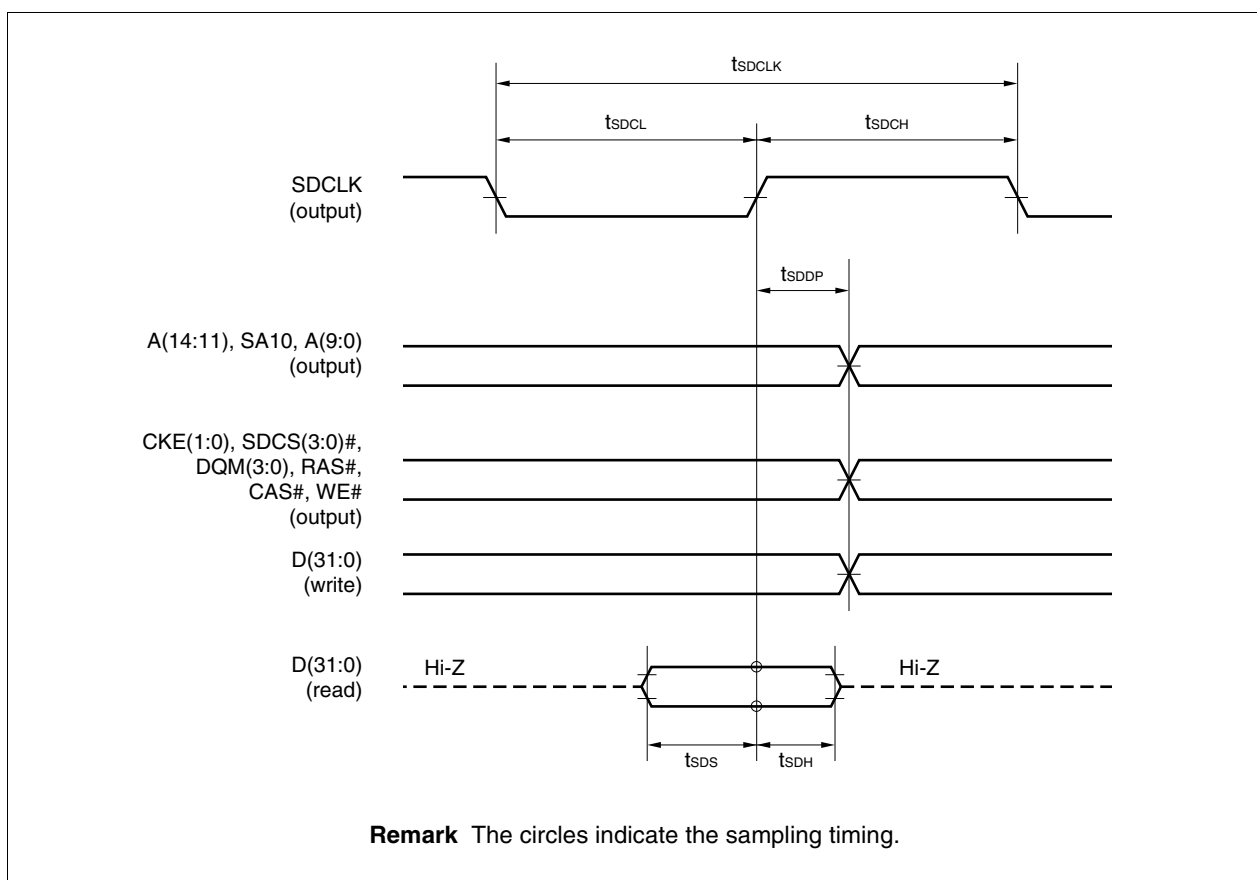 tSDCLK
tSDCL
tSDCH
SDCLK
(output)
tSDDP
A(14:11), SA10, A(9:0)
(output)
CKE(1:0), SDCS(3:0)#,
DQM(3:0), RAS#,
CAS#, WE#
(output)
D(31:0)
(write)
D(31:0)
(read)
Hi-Z
Hi-Z
tSDS
tSDH
Remark The circles indicate the sampling timing.